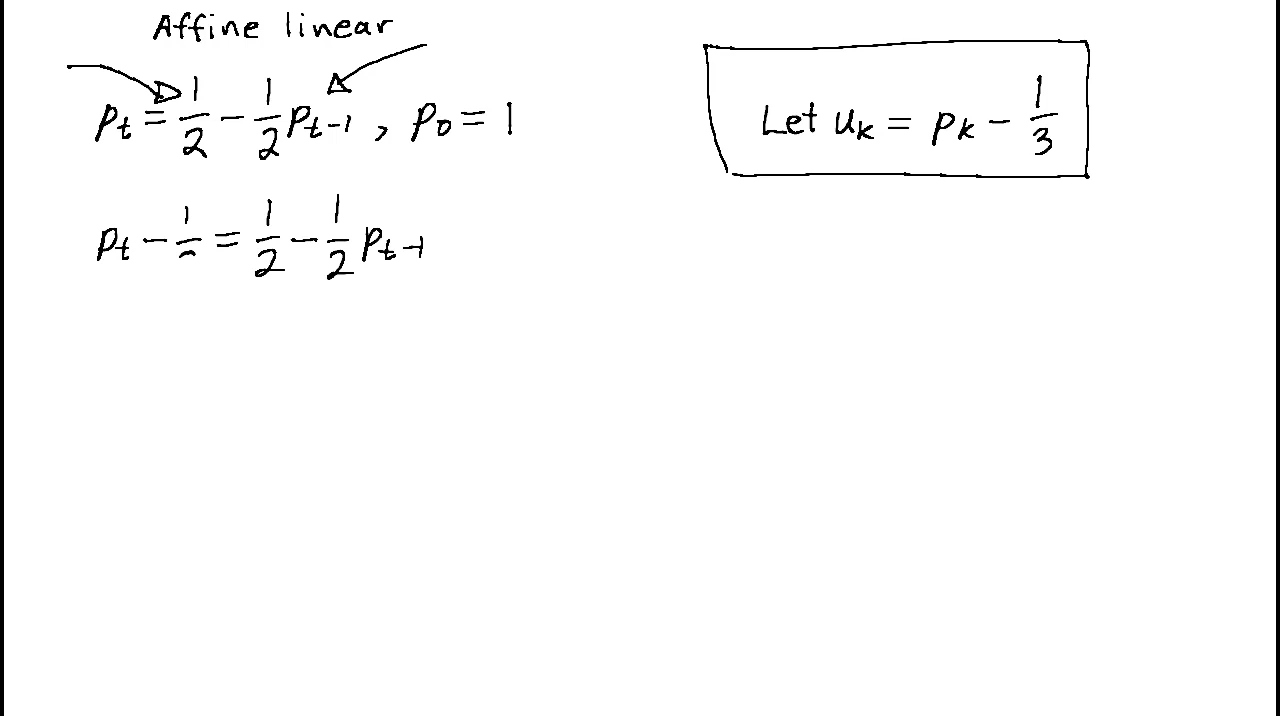 Affine linear
pt = 1/2 - 1/2 pt-1 , p0 = 1
Let uk = pk - 1/3
pt - 1/ = 1/2 - 1/2 pt-1